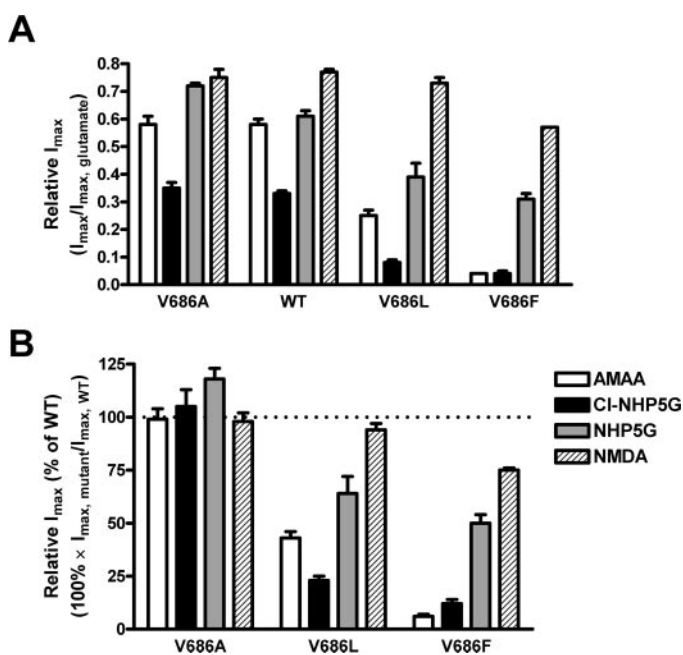 A
Relative Imax
(Imax/Imax, glutamate)
0.8
0.7
0.6
0.5
0.4
0.3
0.2
0.1
0.0
V686A WT V686L V686F
B
Relative Imax (% of WT)
(100% × Imax, mutant/Imax, WT)
125
100
75
50
25
0
V686A V686L V686F
AMAA
Cl-NHP5G
NHP5G
NMDA